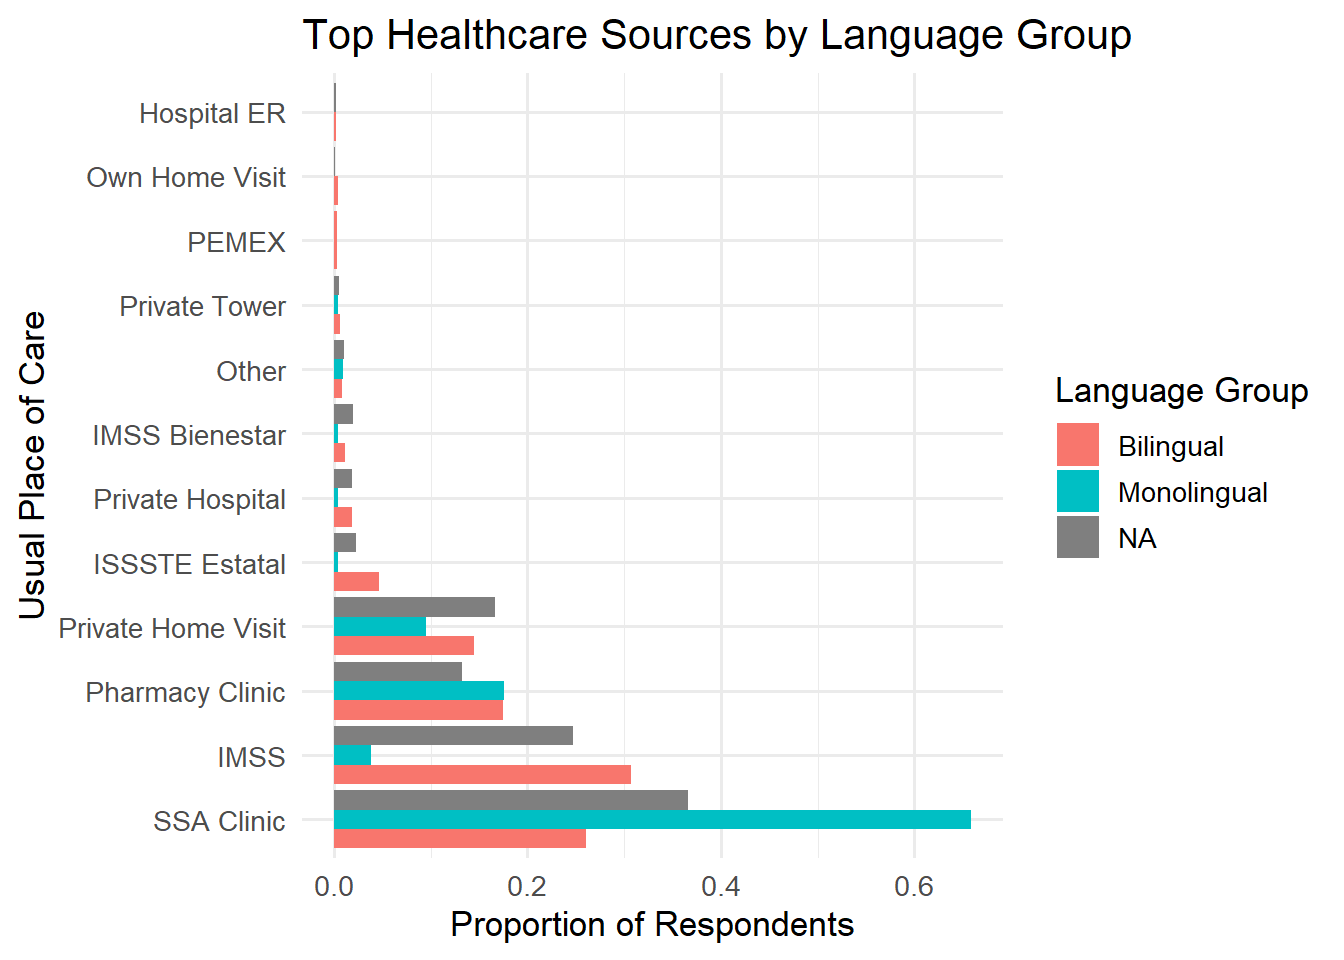 Top Healthcare Sources by Language Group
Hospital ER
Own Home Visit
PEMEX
Private Tower
Other
IMSS Bienestar
Private Hospital
ISSSTE Estatal
Private Home Visit
Pharmacy Clinic
IMSS
SSA Clinic
Usual Place of Care
0.0 0.2 0.4 0.6
Proportion of Respondents
Language Group
Bilingual
Monolingual
NA